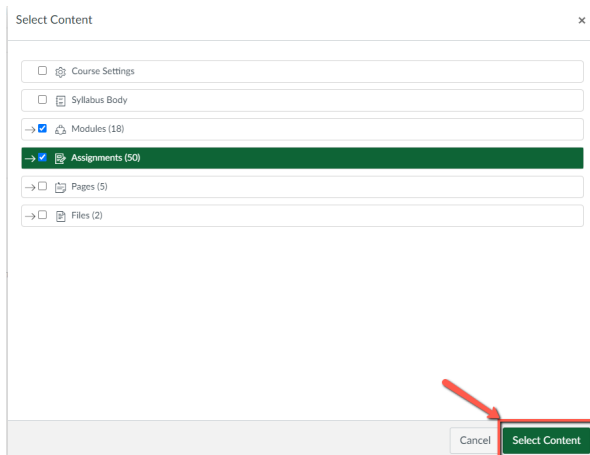 Select Content
Course Settings
Syllabus Body
Modules (18)
Assignments (50)
Pages (5)
Files (2)
Cancel Select Content